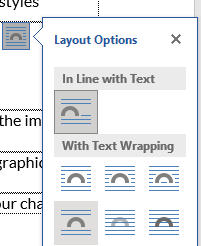 styles
Layout Options
In Line with Text
the im
With Text Wrapping
graphic
our cha